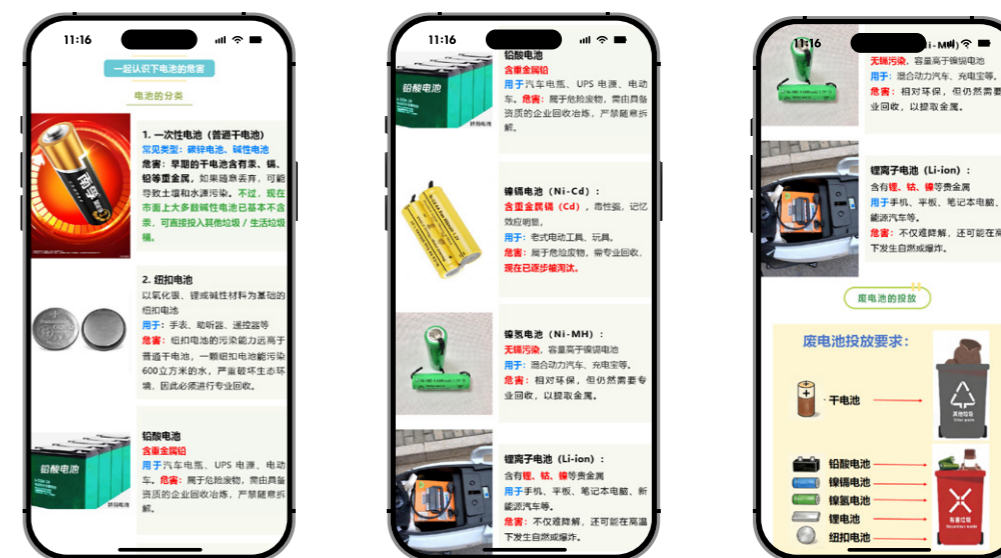 11:16
一起认识下电池的危害
电池的分类
南孚
1. 一次性电池（普通干电池）
常见类型：碳锌电池、碱性电池
危害：早期的干电池含有汞、镉、
铅等重金属，如果随意丢弃，可能
导致土壤和水源污染。不过，现在
市面上大多数碱性电池已基本不含
汞，可直接投入其他垃圾 / 生活垃圾
桶。
2. 纽扣电池
以氧化银、锂或碱性材料为基础的
纽扣电池
用于：手表、助听器、遥控器等
危害：纽扣电池的污染能力远高于
普通干电池，一颗纽扣电池能污染
600立方米的水，严重破坏生态环
境，因此必须进行专业回收。
铅酸电池
铅酸电池
含重金属铅
用于汽车电瓶、UPS 电源、电动
车。危害：属于危险废物，需由具备
资质的企业回收冶炼，严禁随意拆
解。
11:16
铅酸电池
铅酸电池
含重金属铅
用于汽车电瓶、UPS 电源、电动
车。危害：属于危险废物，需由具备
资质的企业回收冶炼，严禁随意拆
解。
镍镉电池（Ni-Cd）：
含重金属镉（Cd），毒性强，记忆
效应明显。
用于：老式电动工具、玩具。
危害：属于危险废物，需专业回收，
现在已逐步被淘汰。
镍氢电池（Ni-MH）：
无镉污染，容量高于镍镉电池
用于：混合动力汽车、充电宝等。
危害：相对环保，但仍然需要专
业回收，以提取金属。
锂离子电池（Li-ion）：
含有锂、钴、镍等贵金属
用于手机、平板、笔记本电脑、新
能源汽车等。
危害：不仅难降解，还可能在高温
下发生自燃或爆炸。
11:16
无镉污染，容量高于镍镉电池
用于：混合动力汽车、充电宝等。
危害：相对环保，但仍然需要
业回收，以提取金属。
锂离子电池（Li-ion）：
含有锂、钴、镍等贵金属
用于手机、平板、笔记本电脑、
能源汽车等。
危害：不仅难降解，还可能在高
下发生自燃或爆炸。
废电池的投放
废电池投放要求：
干电池
其他垃圾
铅酸电池
镍镉电池
镍氢电池
锂电池
纽扣电池
有害垃圾